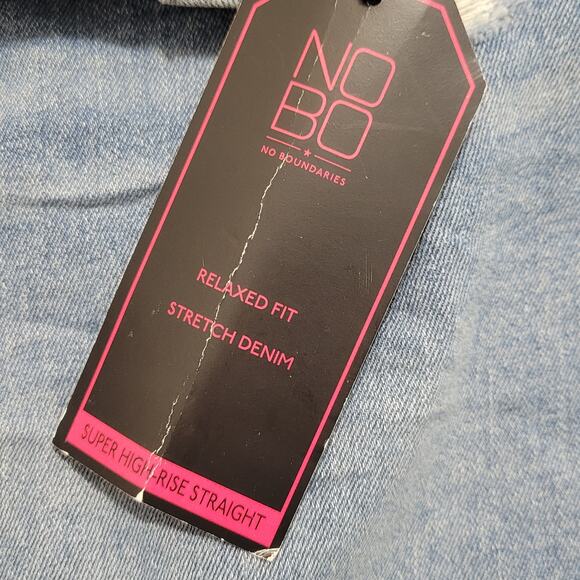 NO
BO
NO BOUNDARIES
RELAXED FIT
STRETCH DENIM
SUPER HIGH-RISE STRAIGHT